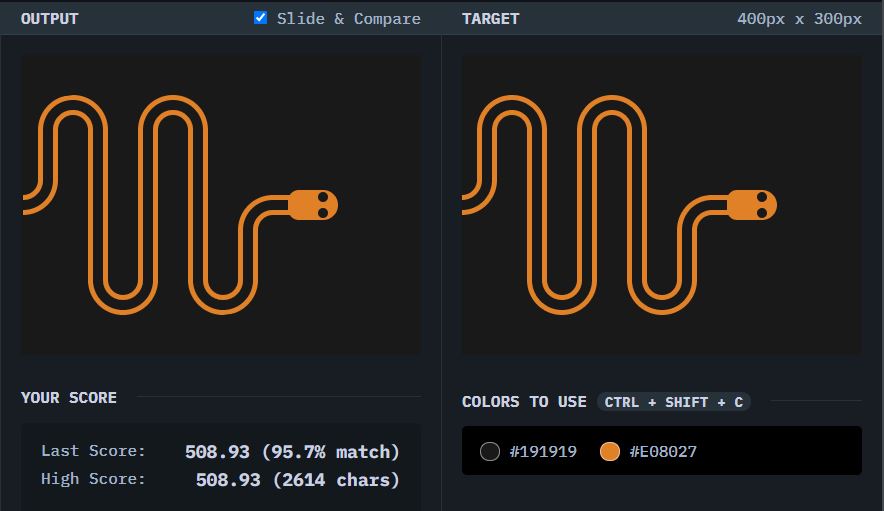 OUTPUT
Slide & Compare
TARGET
400px x 300px
YOUR SCORE
Last Score: 508.93 (95.7% match)
High Score: 508.93 (2614 chars)
COLORS TO USE CTRL + SHIFT + C
#191919 #E08027